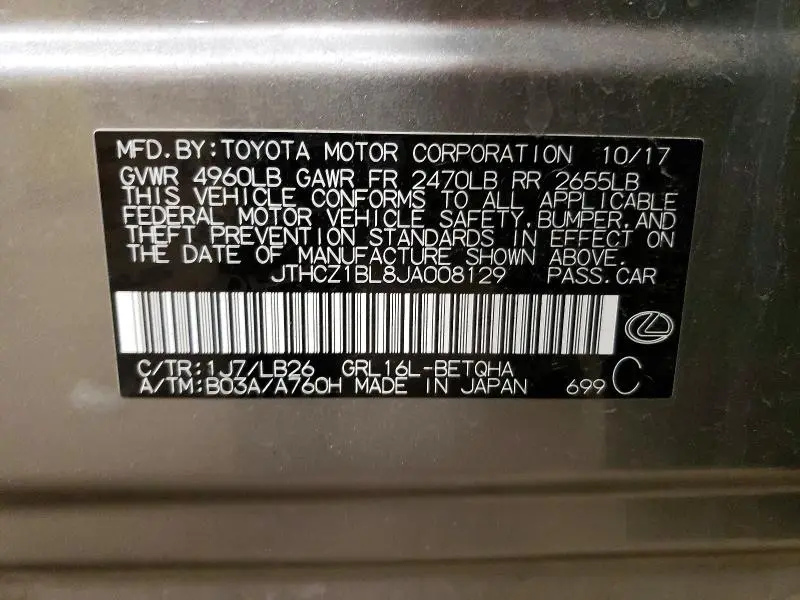 MFD.BY:TOYOTA MOTOR CORPORATION 10/17
GVWR 4960LB GAWR FR 2470LB RR 2655LB
THIS VEHICLE CONFORMS TO ALL APPLICABLE
FEDERAL MOTOR VEHICLE SAFETY,BUMPER,AND
THEFT PREVENTION STANDARDS IN EFFECT ON
THE DATE OF MANUFACTURE SHOWN ABOVE.
JTHCZ1BL8JA008129 PASS.CAR
C/TR:1J7/LB26 GRL16L-BETQHA
A/TM:B03A/A760H MADE IN JAPAN 699 C